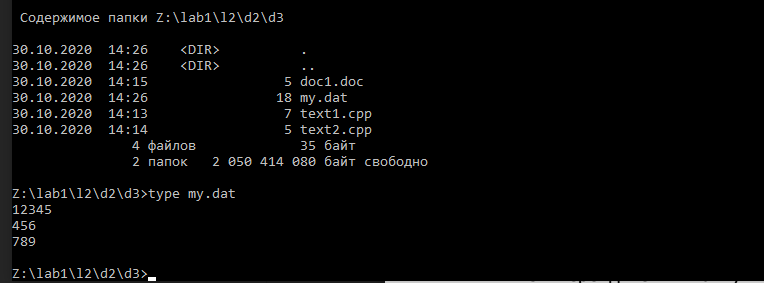 Содержимое папки Z:\lab1\l2\d2\d3
30.10.2020  14:26    <DIR>          .
30.10.2020  14:26    <DIR>          ..
30.10.2020  14:15                 5 doc1.doc
30.10.2020  14:26                18 my.dat
30.10.2020  14:13                 7 text1.cpp
30.10.2020  14:14                 5 text2.cpp
               4 файлов             35 байт
               2 папок   2 050 414 080 байт свободно
Z:\lab1\l2\d2\d3>type my.dat
12345
456
789
Z:\lab1\l2\d2\d3>